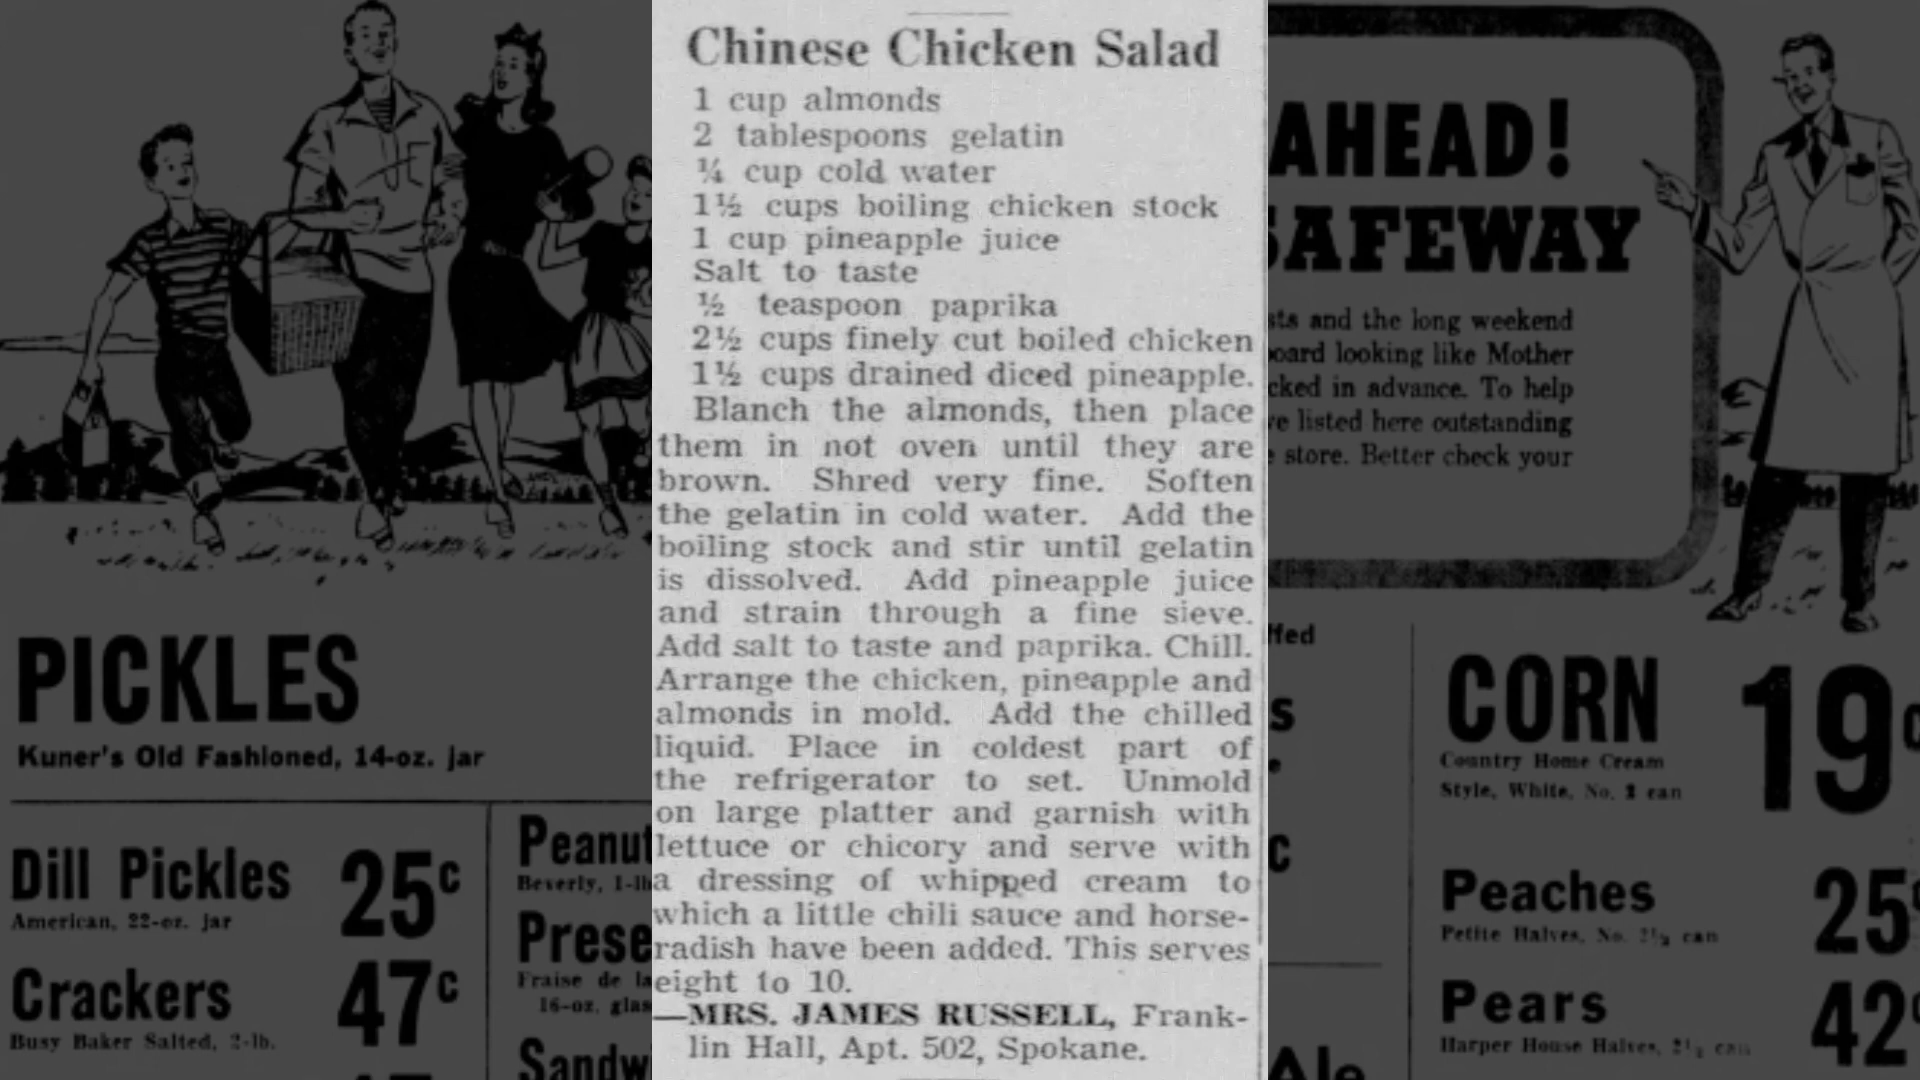 Chinese Chicken Salad
1 cup almonds
2 tablespoons gelatin
¼ cup cold water
1½ cups boiling chicken stock
1 cup pineapple juice
Salt to taste
½ teaspoon paprika
2½ cups finely cut boiled chicken
1½ cups drained diced pineapple.
Blanch the almonds, then place
them in not oven until they are
brown. Shred very fine. Soften
the gelatin in cold water. Add the
boiling stock and stir until gelatin
is dissolved. Add pineapple juice
and strain through a fine sieve.
Add salt to taste and paprika. Chill.
Arrange the chicken, pineapple and
almonds in mold. Add the chilled
liquid. Place in coldest part of
the refrigerator to set. Unmold
on large platter and garnish with
lettuce or chicory and serve with
a dressing of whipped cream to
which a little chili sauce and horse-
radish have been added. This serves
eight to 10.
—MRS. JAMES RUSSELL, Frank-
lin Hall, Apt. 502, Spokane.
PICKLES
Kuner's Old Fashioned, 14-oz. jar
Dill Pickles 25c
American, 22-oz. jar
Crackers 47c
Busy Baker Salted, 2-lb.
Peanut
Beverly, 1-lb
Prese
Fraise de la
16-oz. glas
Sandw
AHEAD!
SAFEWAY
sts and the long weekend
oard looking like Mother
cked in advance. To help
ve listed here outstanding
store. Better check your
CORN 19c
Country Home Cream
Style, White, No. 2 can
Peaches 25c
Petite Halves, No. 2½ can
Pears 42c
Harper House Halves, 2½ can
Ale